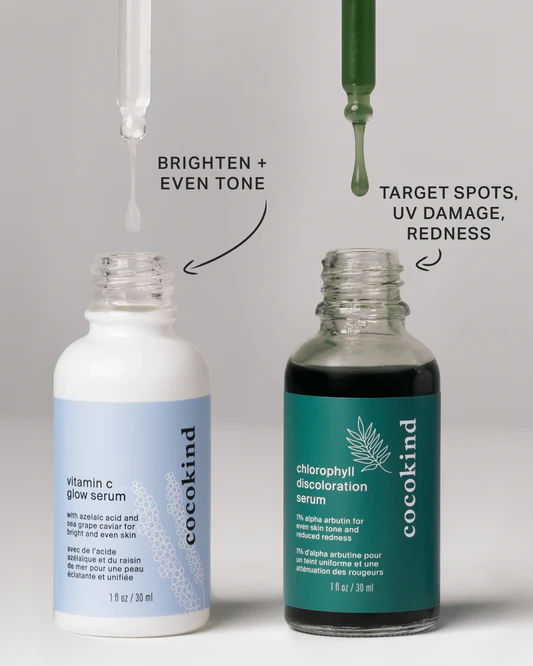 BRIGHTEN +
EVEN TONE
TARGET SPOTS,
UV DAMAGE,
REDNESS
vitamin c
glow serum
with azelaic acid and
sea grape caviar for
bright and even skin
avec de l'acide
azélaïque et du raisin
de mer pour une peau
éclatante et unifiée
1 fl oz / 30 ml
cocokind
chlorophyll
discoloration
serum
1% alpha arbutin for
even skin tone and
reduced redness
1% d'alpha arbutine pour
un teint uniforme et une
atténuation des rougeurs
1 fl oz / 30 ml
cocokind